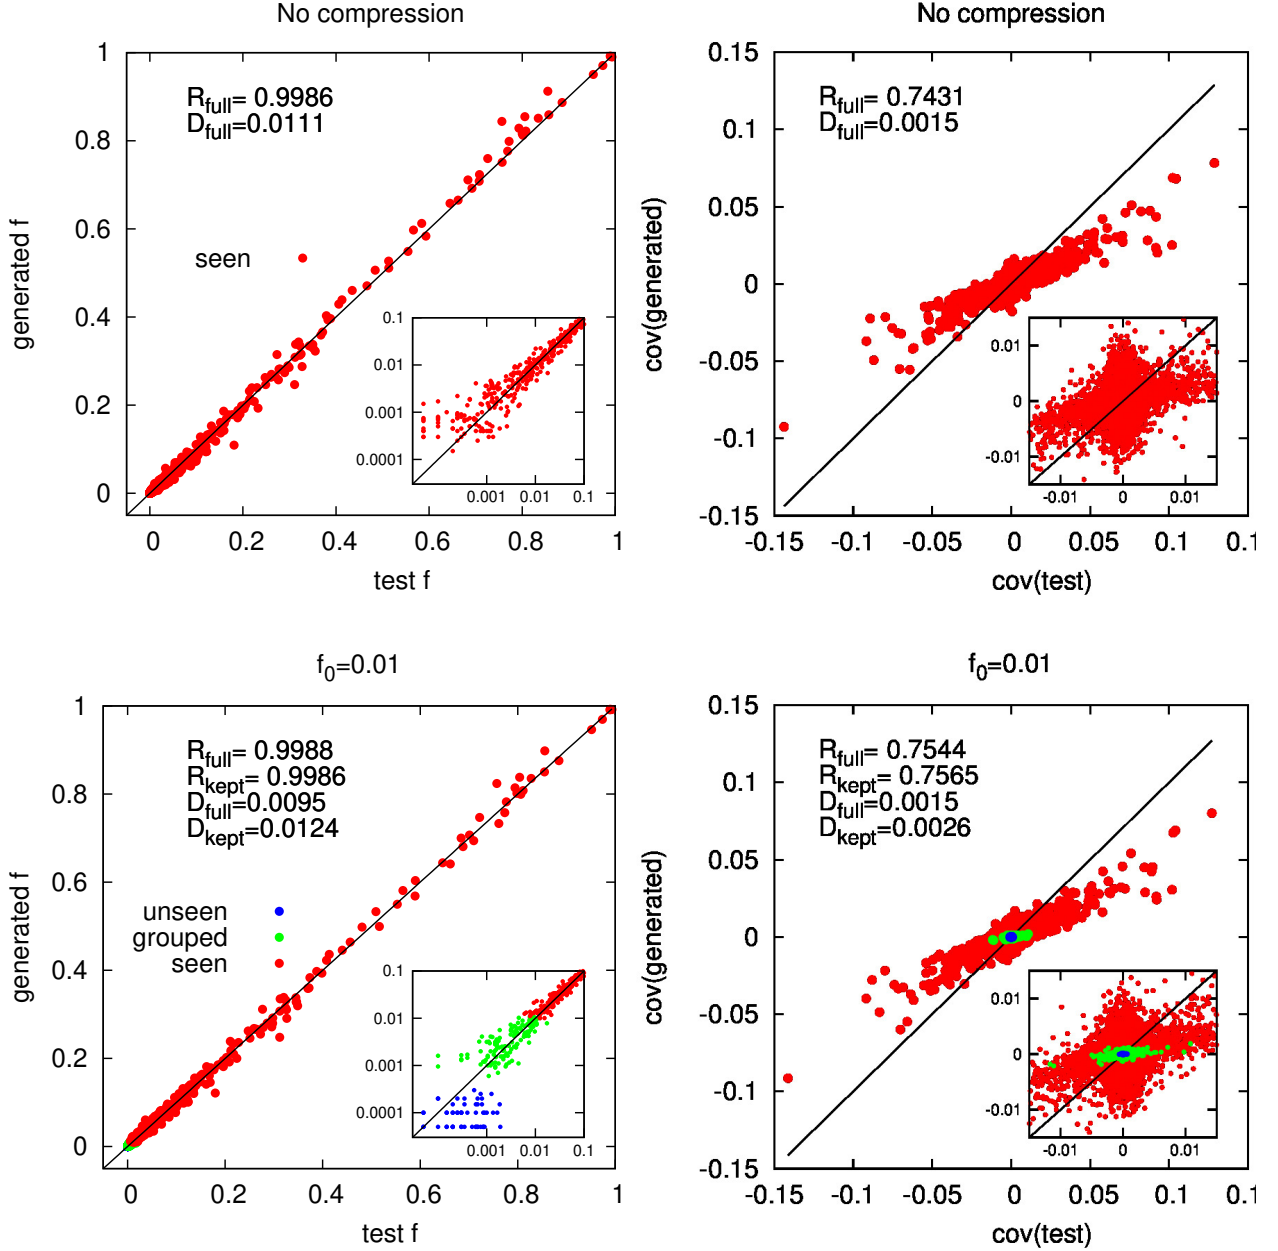 No compression
R_full= 0.9986
D_full=0.0111
seen
generated f
1
0.8
0.6
0.4
0.2
0
0 0.2 0.4 0.6 0.8 1
test f
0.1
0.01
0.001
0.0001
0.001 0.01 0.1
No compression
R_full= 0.7431
D_full=0.0015
cov(generated)
0.15
0.1
0.05
0
-0.05
-0.1
-0.15
-0.15 -0.1 -0.05 0 0.05 0.1 0.1
cov(test)
0.01
0
-0.01
-0.01 0 0.01
f_0=0.01
R_full= 0.9988
R_kept= 0.9986
D_full=0.0095
D_kept=0.0124
unseen
grouped
seen
generated f
1
0.8
0.6
0.4
0.2
0
0 0.2 0.4 0.6 0.8 1
test f
0.1
0.01
0.001
0.0001
0.001 0.01 0.1
f_0=0.01
R_full= 0.7544
R_kept= 0.7565
D_full=0.0015
D_kept=0.0026
cov(generated)
0.15
0.1
0.05
0
-0.05
-0.1
-0.15
-0.15 -0.1 -0.05 0 0.05 0.1 0.1
cov(test)
0.01
0
-0.01
-0.01 0 0.01